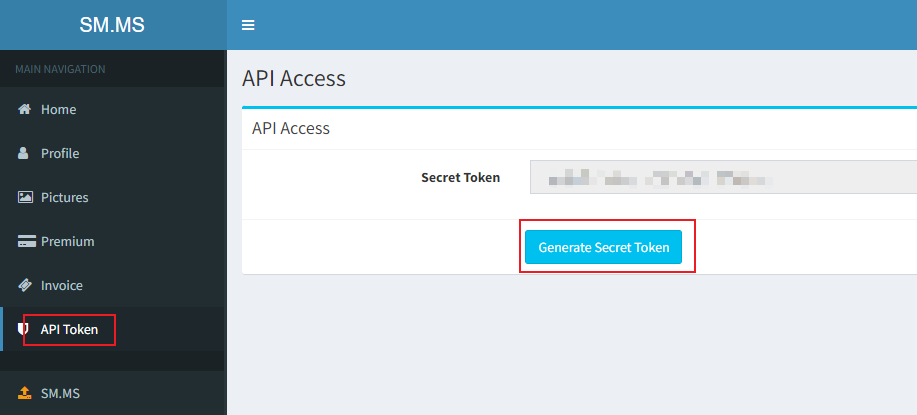 SM.MS
MAIN NAVIGATION
Home
Profile
Pictures
Premium
Invoice
API Token
SM.MS
API Access
API Access
Secret Token
Generate Secret Token